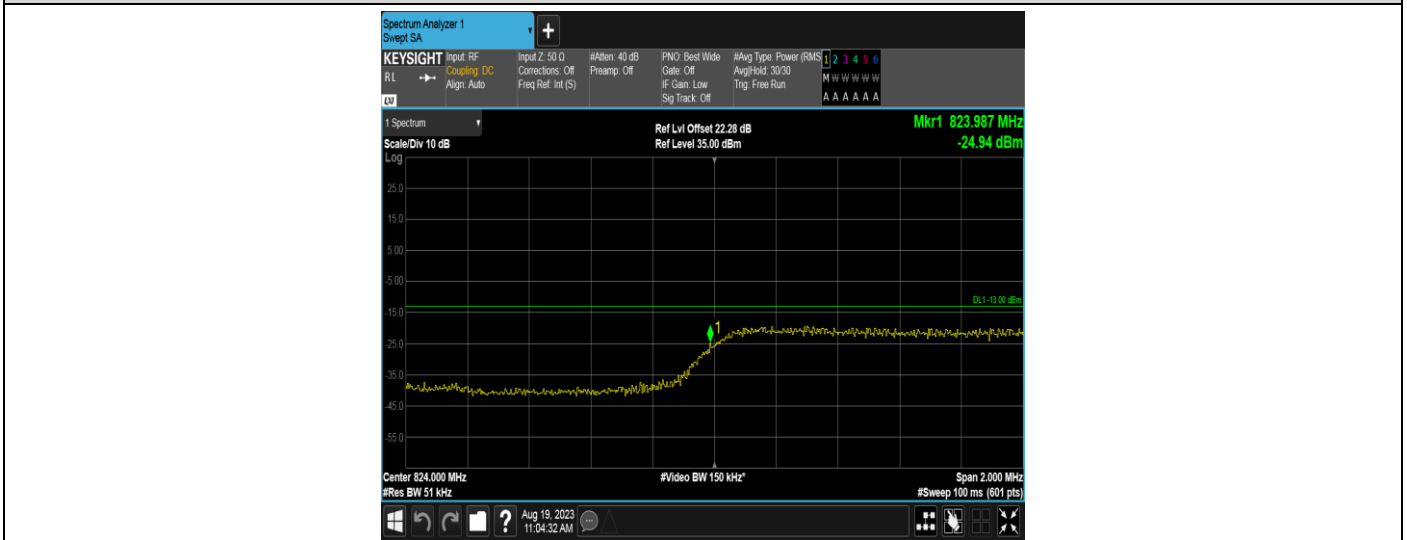 Spectrum Analyzer 1
Swept SA
+
KEYSIGHT
RL
LXI
Input: RF
Coupling: DC
Align: Auto
Input Z: 50 Ω
Corrections: Off
Freq Ref: Int (S)
#Atten: 40 dB
Preamp: Off
PNO: Best Wide
Gate: Off
IF Gain: Low
Sig Track: Off
#Avg Type: Power (RMS
Avg|Hold: 30/30
Trig: Free Run
1 2 3 4 5 6
M W W W W W
A A A A A A
1 Spectrum
Scale/Div 10 dB
Log
Ref Lvl Offset 22.28 dB
Ref Level 35.00 dBm
Mkr1 823.987 MHz
-24.94 dBm
25.0
15.0
5.00
-5.00
DL1 -13.00 dBm
-15.0
1
-25.0
-35.0
-45.0
-55.0
Center 824.000 MHz
#Video BW 150 kHz*
Span 2.000 MHz
#Res BW 51 kHz
#Sweep 100 ms (601 pts)
?
Aug 19, 2023
11:04:32 AM